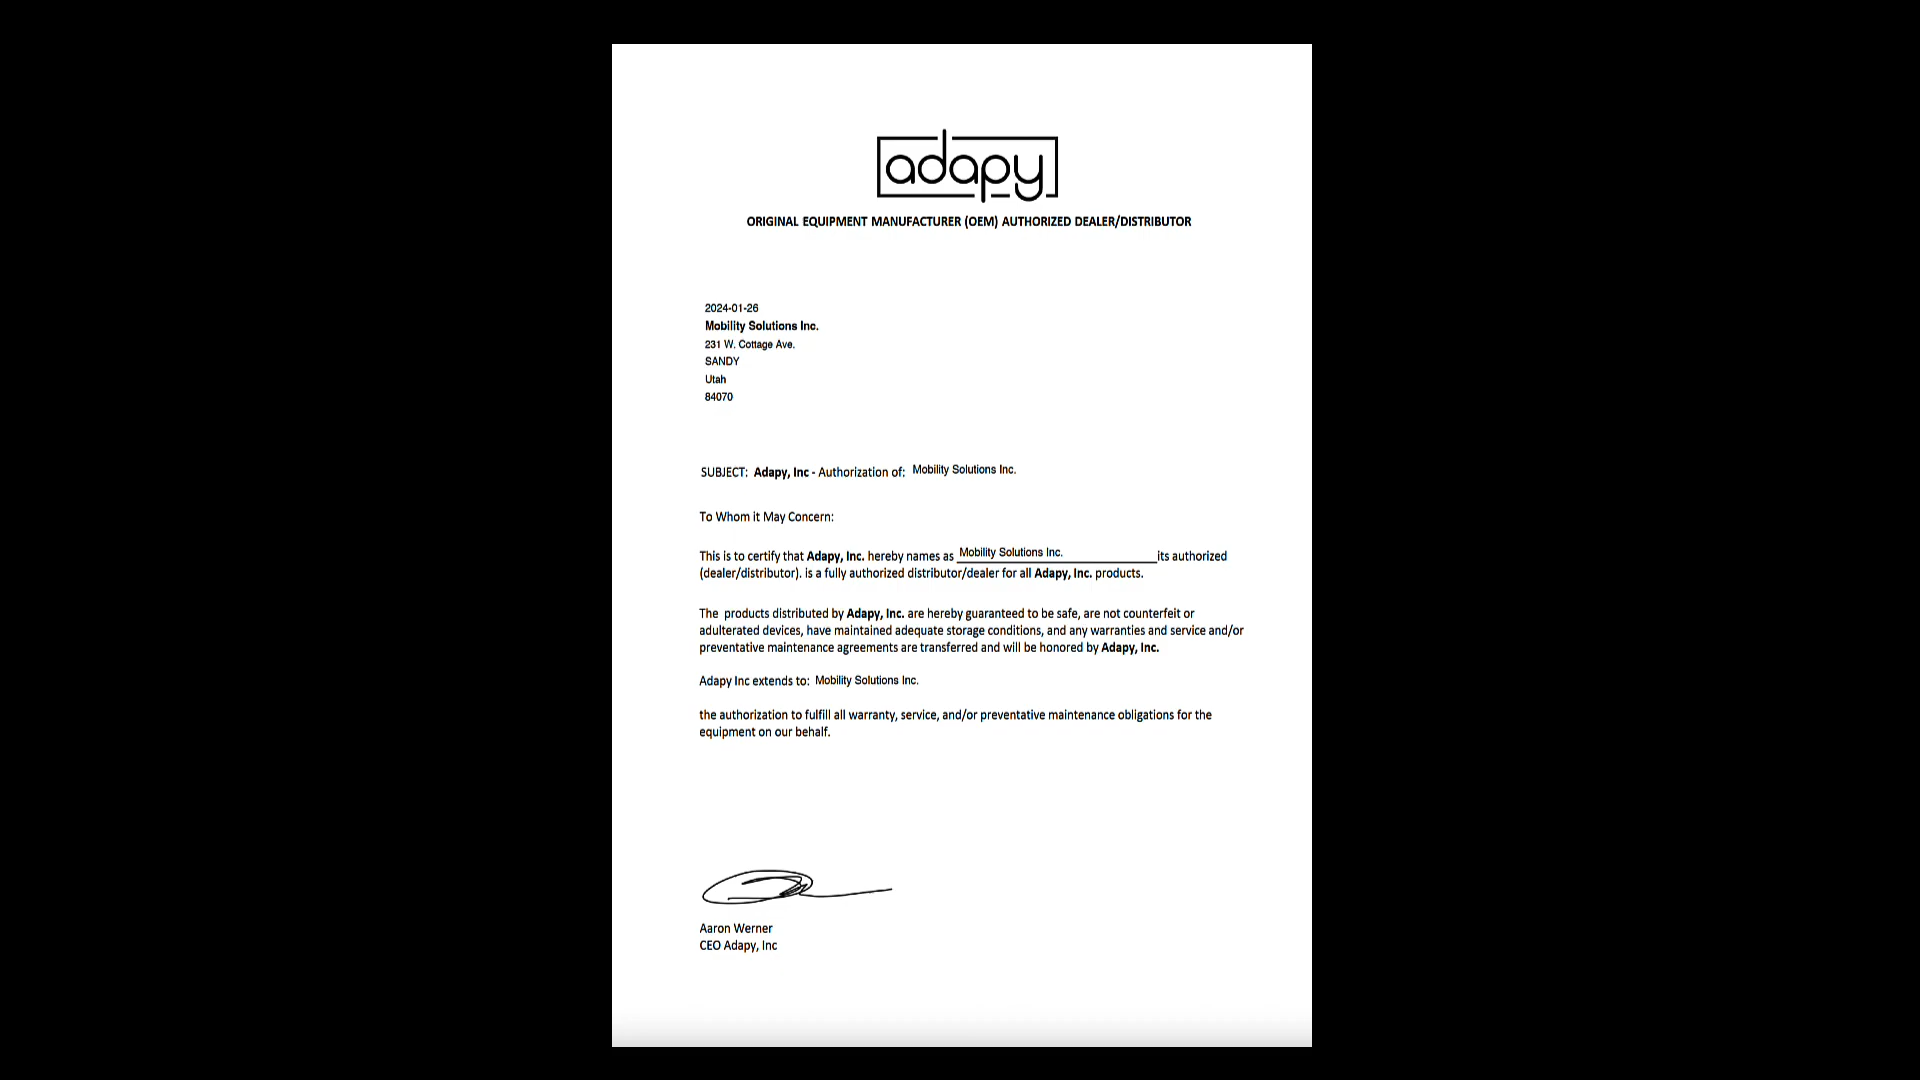 adapy
ORIGINAL EQUIPMENT MANUFACTURER (OEM) AUTHORIZED DEALER/DISTRIBUTOR
2024-01-26
Mobility Solutions Inc.
231 W. Cottage Ave.
SANDY
Utah
84070
SUBJECT: Adapy, Inc - Authorization of: Mobility Solutions Inc.
To Whom it May Concern:
This is to certify that Adapy, Inc. hereby names as Mobility Solutions Inc. its authorized
(dealer/distributor). is a fully authorized distributor/dealer for all Adapy, Inc. products.
The products distributed by Adapy, Inc. are hereby guaranteed to be safe, are not counterfeit or
adulterated devices, have maintained adequate storage conditions, and any warranties and service and/or
preventative maintenance agreements are transferred and will be honored by Adapy, Inc.
Adapy Inc extends to: Mobility Solutions Inc.
the authorization to fulfill all warranty, service, and/or preventative maintenance obligations for the
equipment on our behalf.
Aaron Werner
CEO Adapy, Inc